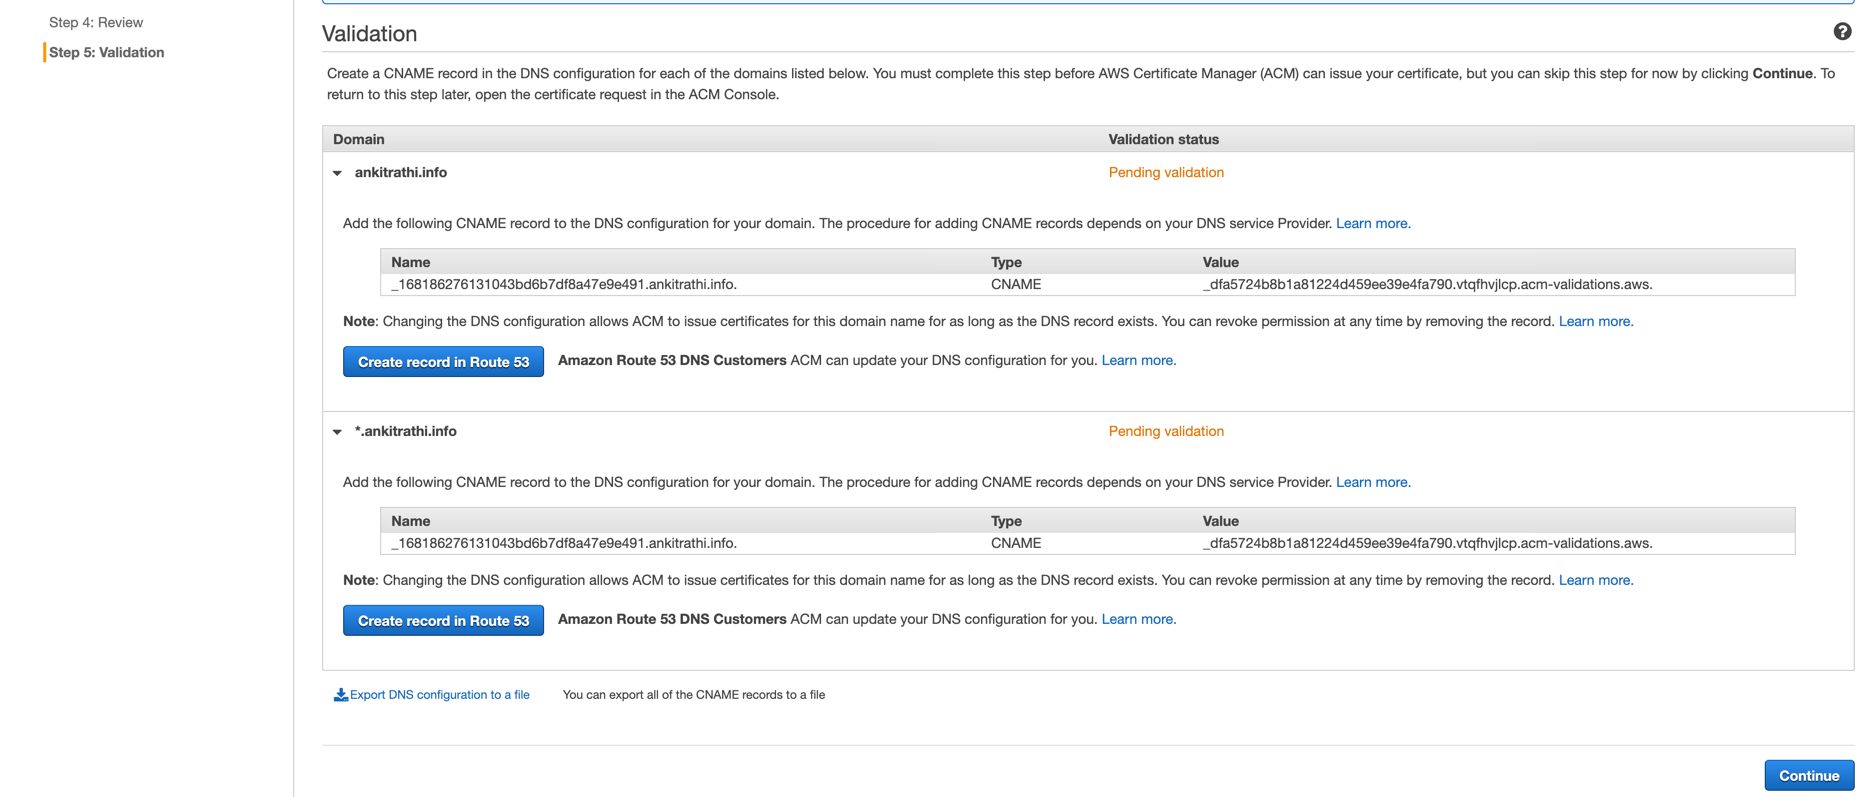 Step 4: Review
Step 5: Validation
Validation
?
Create a CNAME record in the DNS configuration for each of the domains listed below. You must complete this step before AWS Certificate Manager (ACM) can issue your certificate, but you can skip this step for now by clicking Continue. To
return to this step later, open the certificate request in the ACM Console.
Domain Validation status
ankitrathi.info Pending validation
Add the following CNAME record to the DNS configuration for your domain. The procedure for adding CNAME records depends on your DNS service Provider. Learn more.
Name Type Value
_168186276131043bd6b7df8a47e9e491.ankitrathi.info. CNAME _dfa5724b8b1a81224d459ee39e4fa790.vtqfhvjlcp.acm-validations.aws.
Note: Changing the DNS configuration allows ACM to issue certificates for this domain name for as long as the DNS record exists. You can revoke permission at any time by removing the record. Learn more.
Create record in Route 53 Amazon Route 53 DNS Customers ACM can update your DNS configuration for you. Learn more.
*.ankitrathi.info Pending validation
Add the following CNAME record to the DNS configuration for your domain. The procedure for adding CNAME records depends on your DNS service Provider. Learn more.
Name Type Value
_168186276131043bd6b7df8a47e9e491.ankitrathi.info. CNAME _dfa5724b8b1a81224d459ee39e4fa790.vtqfhvjlcp.acm-validations.aws.
Note: Changing the DNS configuration allows ACM to issue certificates for this domain name for as long as the DNS record exists. You can revoke permission at any time by removing the record. Learn more.
Create record in Route 53 Amazon Route 53 DNS Customers ACM can update your DNS configuration for you. Learn more.
Export DNS configuration to a file You can export all of the CNAME records to a file
Continue